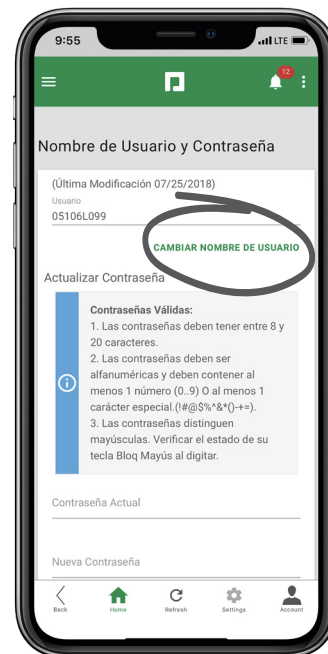 9:55
LTE
12
Nombre de Usuario y Contraseña
(Última Modificación 07/25/2018)
Usuario
05106L099
CAMBIAR NOMBRE DE USUARIO
Actualizar Contraseña
Contraseñas Válidas:
1. Las contraseñas deben tener entre 8 y
20 caracteres.
2. Las contraseñas deben ser
alfanuméricas y deben contener al
menos 1 número (0..9) O al menos 1
carácter especial.(!#@$%^&*()-+=).
3. Las contraseñas distinguen
mayúsculas. Verificar el estado de su
tecla Bloq Mayús al digitar.
Contraseña Actual
Nueva Contraseña
Back
Home
Refresh
Settings
Account